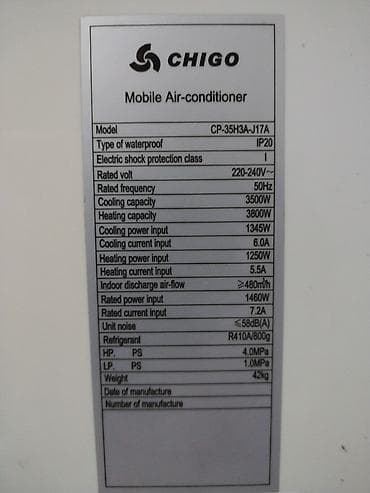 CHIGO
Mobile Air-conditioner
Model CP-35H3A-J17A
Type of waterproof IP20
Electric shock protection class I
Rated volt 220-240V~
Rated frequency 50Hz
Cooling capacity 3500W
Heating capacity 3800W
Cooling power input 1345W
Cooling current input 6.0A
Heating power input 1250W
Heating current input 5.5A
Indoor discharge air-flow ≥480m³/h
Rated power input 1460W
Rated current input 7.2A
Unit noise ≤58dB(A)
Refrigerant R410A/800g
HP. PS 4.0MPa
LP. PS 1.0MPa
Weight 42kg
Date of manufacture
Number of manufacture